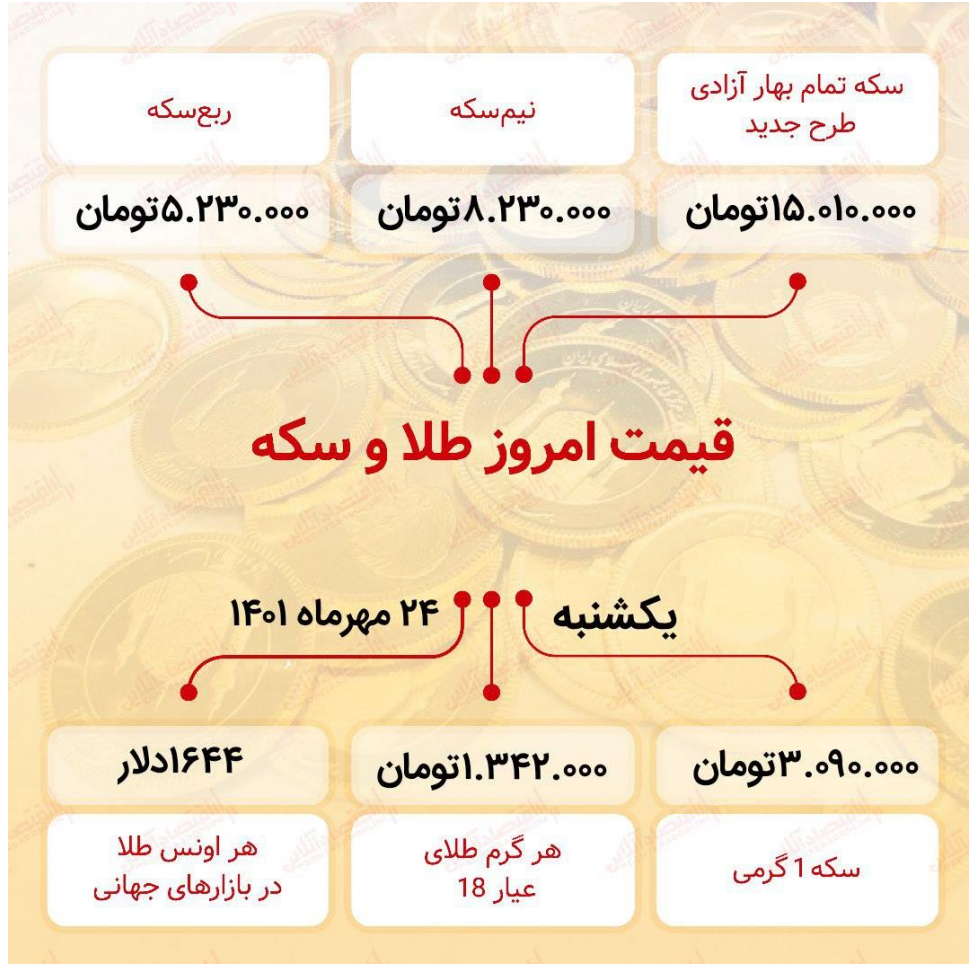 سکه تمام بهار آزادی
طرح جدید
۱۵.۰۱۰.۰۰۰تومان
نیم‌سکه
۸.۲۳۰.۰۰۰تومان
ربع‌سکه
۵.۲۳۰.۰۰۰تومان
قیمت امروز طلا و سکه
یکشنبه
۲۴ مهرماه ۱۴۰۱
۳.۰۹۰.۰۰۰تومان
سکه 1 گرمی
۱.۳۴۲.۰۰۰تومان
هر گرم طلای
عیار 18
۱۶۴۴دلار
هر اونس طلا
در بازارهای جهانی